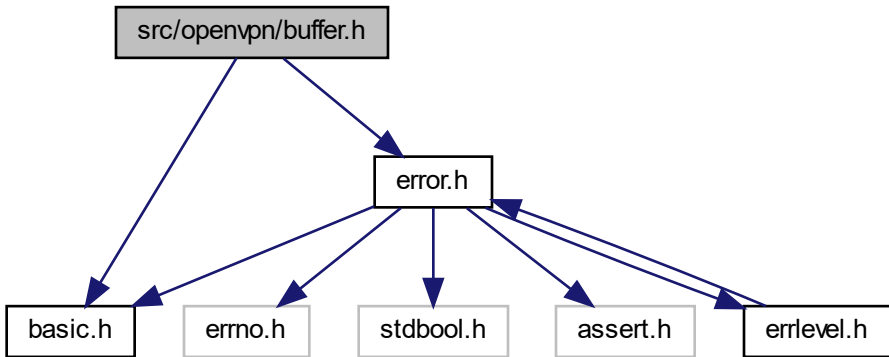 src/openvpn/buffer.h
error.h
basic.h
errno.h
stdbool.h
assert.h
errlevel.h